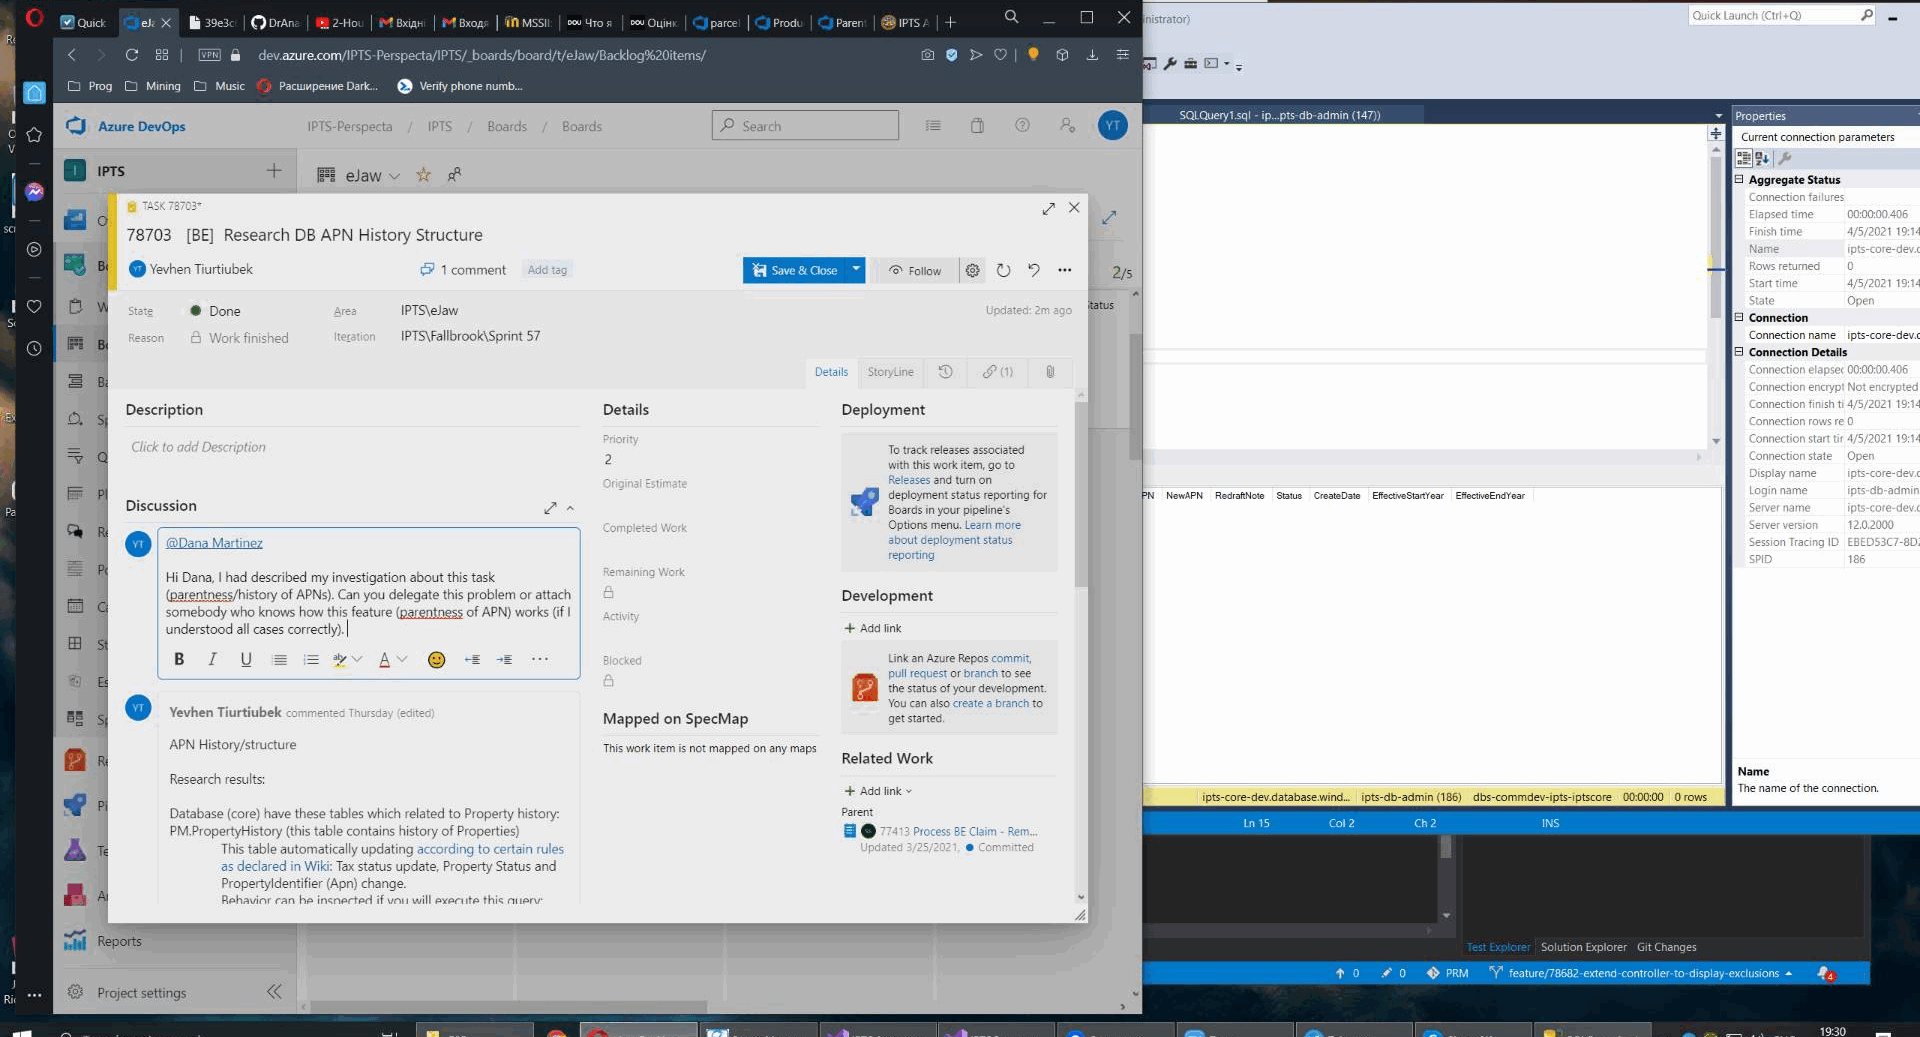 Quick
eJa
39e3c
DrAna
2-Hou
Вхідн
Входя
MSSIL
DOU Что я
DOU Оцінк
parcel
Produ
Paren
IPTS A
VPN
dev.azure.com/IPTS-Perspecta/IPTS/_boards/board/t/eJaw/Backlog%20items/
Prog
Mining
Music
Расширение Dark...
Verify phone numb...
Azure DevOps
IPTS-Perspecta / IPTS / Boards / Boards
Search
YT
IPTS
eJaw
TASK 78703*
78703 [BE] Research DB APN History Structure
YT Yevhen Tiurtiubek
1 comment
Add tag
Save & Close
Follow
2/5
State
Done
Area
IPTS\eJaw
Updated: 2m ago
Reason
Work finished
Iteration
IPTS\Fallbrook\Sprint 57
Details
StoryLine
(1)
Description
Click to add Description
Discussion
YT
@Dana Martinez
Hi Dana, I had described my investigation about this task
(parentness/history of APNs). Can you delegate this problem or attach
somebody who knows how this feature (parentness of APN) works (if I
understood all cases correctly).
YT
Yevhen Tiurtiubek commented Thursday (edited)
APN History/structure
Research results:
Database (core) have these tables which related to Property history:
PM.PropertyHistory (this table contains history of Properties)
This table automatically updating according to certain rules
as declared in Wiki: Tax status update, Property Status and
PropertyIdentifier (Apn) change.
Behavior can be inspected if you will execute this query:
Details
Priority
2
Original Estimate
Completed Work
Remaining Work
Activity
Blocked
Mapped on SpecMap
This work item is not mapped on any maps
Deployment
To track releases associated
with this work item, go to
Releases and turn on
deployment status reporting for
Boards in your pipeline's
Options menu. Learn more
about deployment status
reporting
Development
Add link
Link an Azure Repos commit,
pull request or branch to see
the status of your development.
You can also create a branch to
get started.
Related Work
Add link
Parent
77413 Process BE Claim - Rem...
Updated 3/25/2021, Committed
Reports
Project settings
Quick Launch (Ctrl+Q)
SQLQuery1.sql - ip...pts-db-admin (147))
NewAPN RedraftNote Status CreateDate EffectiveStartYear EffectiveEndYear
ipts-core-dev.database.wind... ipts-db-admin (186) dbs-commdev-ipts-iptscore 00:00:00 0 rows
Ln 15 Col 2 Ch 2 INS
Properties
Current connection parameters
Aggregate Status
Connection failures
Elapsed time 00:00:00.406
Finish time 4/5/2021 19:14
Name ipts-core-dev.d
Rows returned 0
Start time 4/5/2021 19:14
State Open
Connection
Connection name ipts-core-dev.d
Connection Details
Connection elapsed 00:00:00.406
Connection encrypt Not encrypted
Connection finish ti 4/5/2021 19:14
Connection rows re 0
Connection start tir 4/5/2021 19:14
Connection state Open
Display name ipts-core-dev.d
Login name ipts-db-admin
Server name ipts-core-dev.d
Server version 12.0.2000
Session Tracing ID EBED53C7-8D2
SPID 186
Name
The name of the connection.
Test Explorer Solution Explorer Git Changes
0 0 PRM feature/78682-extend-controller-to-display-exclusions 4
19:30